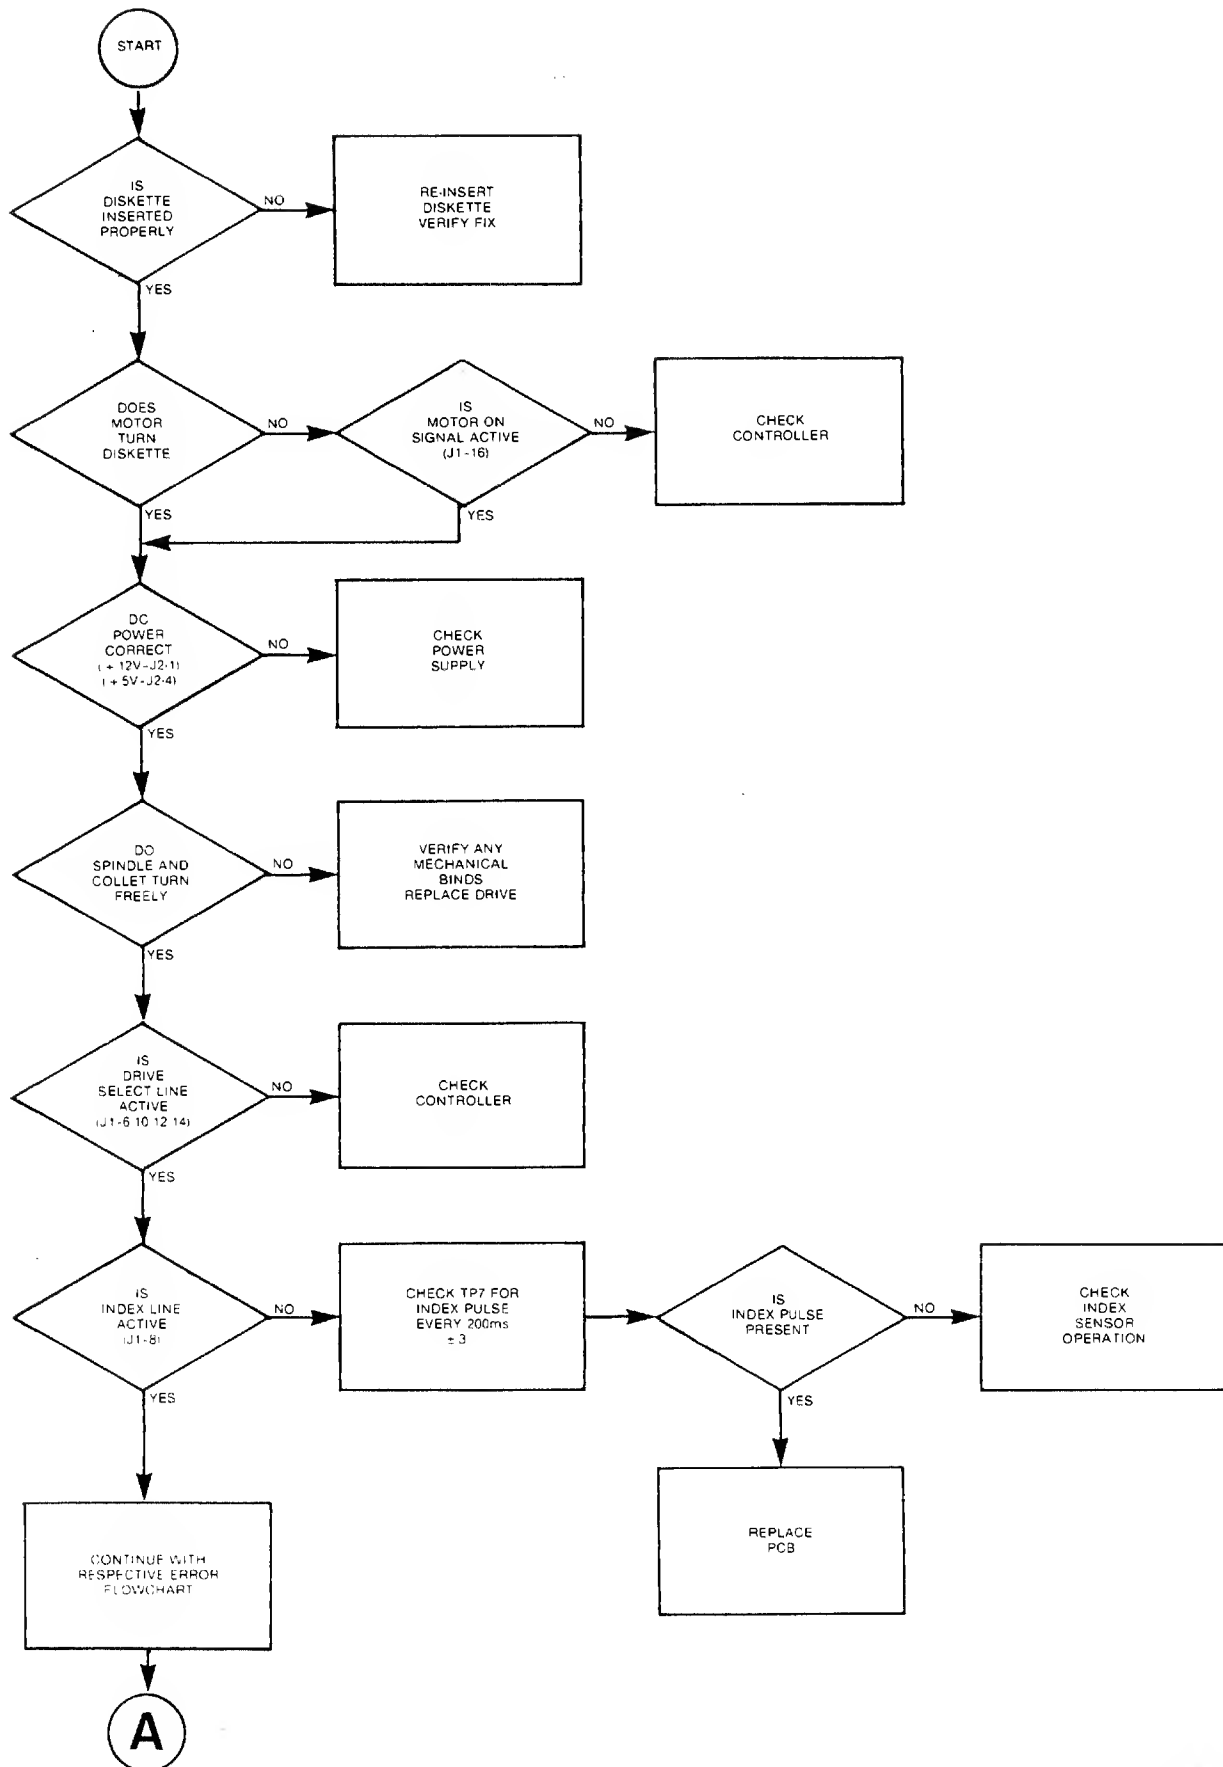 START
IS
DISKETTE
INSERTED
PROPERLY
NO
RE-INSERT
DISKETTE
VERIFY FIX
YES
DOES
MOTOR
TURN
DISKETTE
NO
IS
MOTOR ON
SIGNAL ACTIVE
(J1-16)
NO
CHECK
CONTROLLER
YES
YES
DC
POWER
CORRECT
(+12V-J2-1)
(+5V-J2-4)
NO
CHECK
POWER
SUPPLY
YES
DO
SPINDLE AND
COLLET TURN
FREELY
NO
VERIFY ANY
MECHANICAL
BINDS
REPLACE DRIVE
YES
IS
DRIVE
SELECT LINE
ACTIVE
(J1-6 10 12 14)
NO
CHECK
CONTROLLER
YES
IS
INDEX LINE
ACTIVE
(J1-8)
NO
CHECK TP7 FOR
INDEX PULSE
EVERY 200ms
±3
IS
INDEX PULSE
PRESENT
NO
CHECK
INDEX
SENSOR
OPERATION
YES
YES
REPLACE
PCB
CONTINUE WITH
RESPECTIVE ERROR
FLOWCHART
A